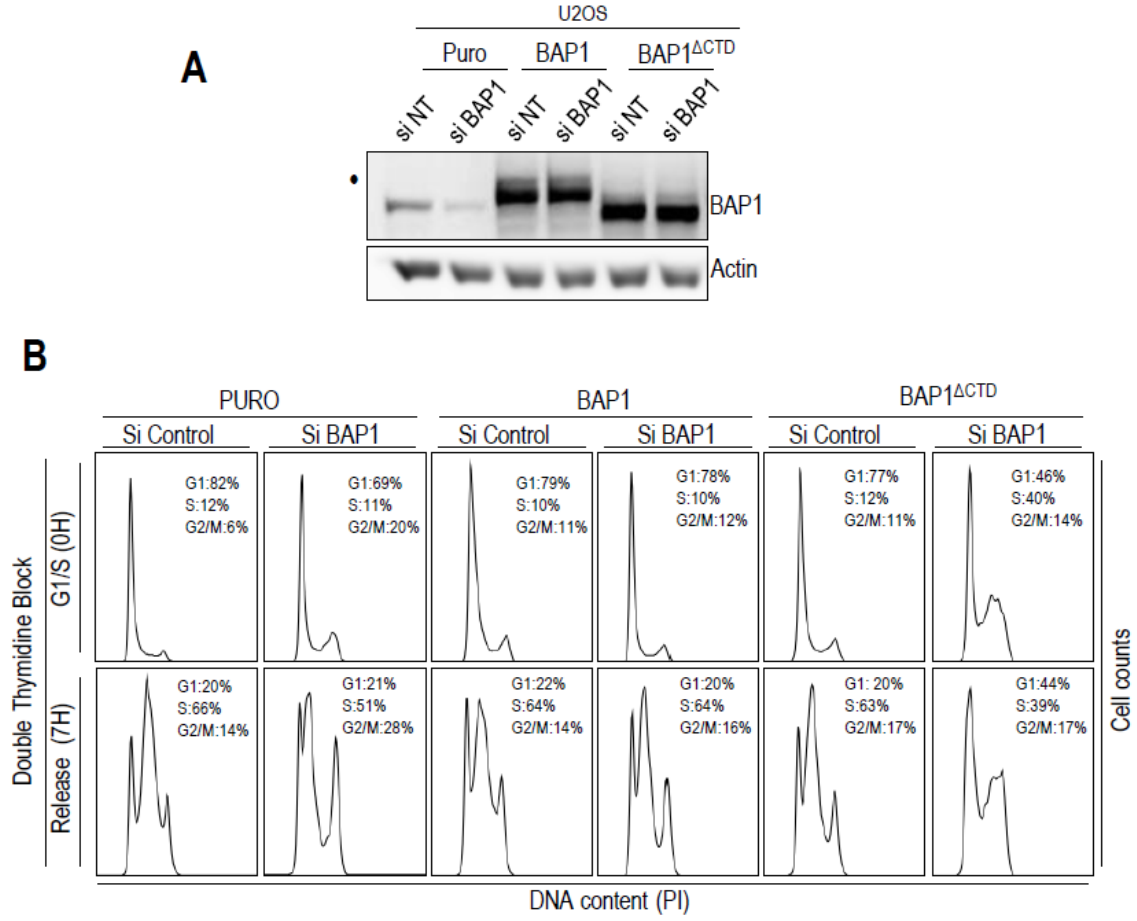 A
U2OS
Puro BAP1 BAP1ΔCTD
si NT si BAP1 si NT si BAP1 si NT si BAP1
BAP1
Actin
B
PURO BAP1 BAP1ΔCTD
Si Control Si BAP1 Si Control Si BAP1 Si Control Si BAP1
Double Thymidine Block
G1/S (0H)
G1:82%
S:12%
G2/M:6%
G1:69%
S:11%
G2/M:20%
G1:79%
S:10%
G2/M:11%
G1:78%
S:10%
G2/M:12%
G1:77%
S:12%
G2/M:11%
G1:46%
S:40%
G2/M:14%
Release (7H)
G1:20%
S:66%
G2/M:14%
G1:21%
S:51%
G2/M:28%
G1:22%
S:64%
G2/M:14%
G1:20%
S:64%
G2/M:16%
G1: 20%
S:63%
G2/M:17%
G1:44%
S:39%
G2/M:17%
Cell counts
DNA content (PI)